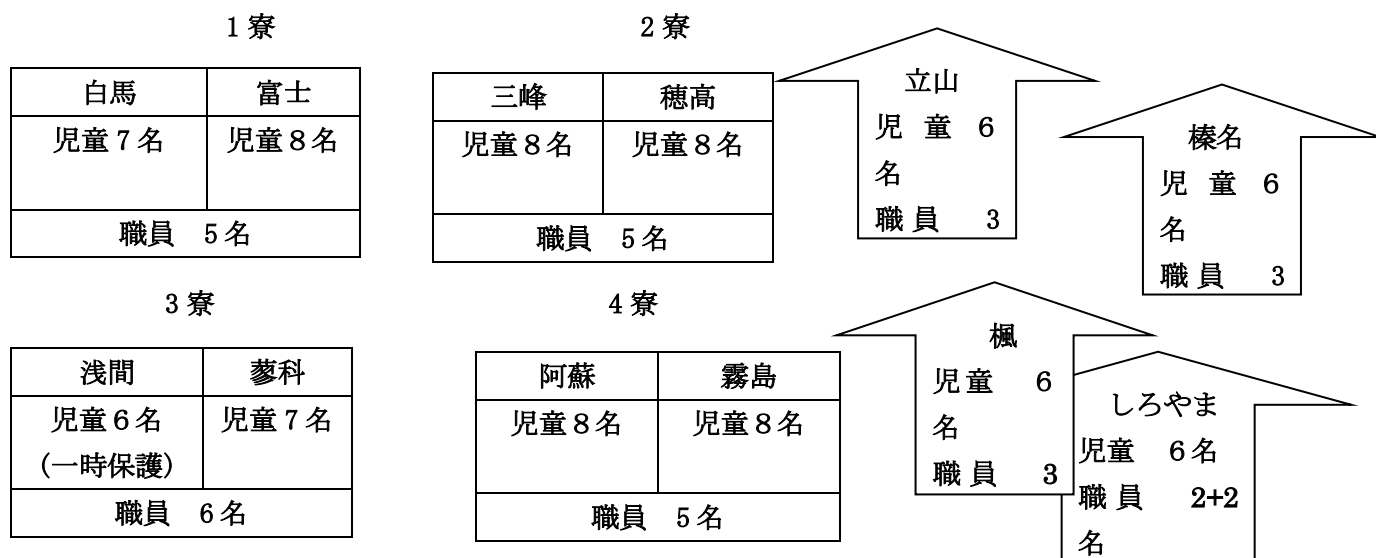 1寮
白馬 富士
児童7名 児童8名
職員 5名
2寮
三峰 穂高
児童8名 児童8名
職員 5名
立山
児童 6
名
職員 3
榛名
児童 6
名
職員 3
3寮
浅間 蓼科
児童6名 児童7名
(一時保護)
職員 6名
4寮
阿蘇 霧島
児童8名 児童8名
職員 5名
楓
児童 6
名
職員 3
しろやま
児童 6名
職員 2+2
名